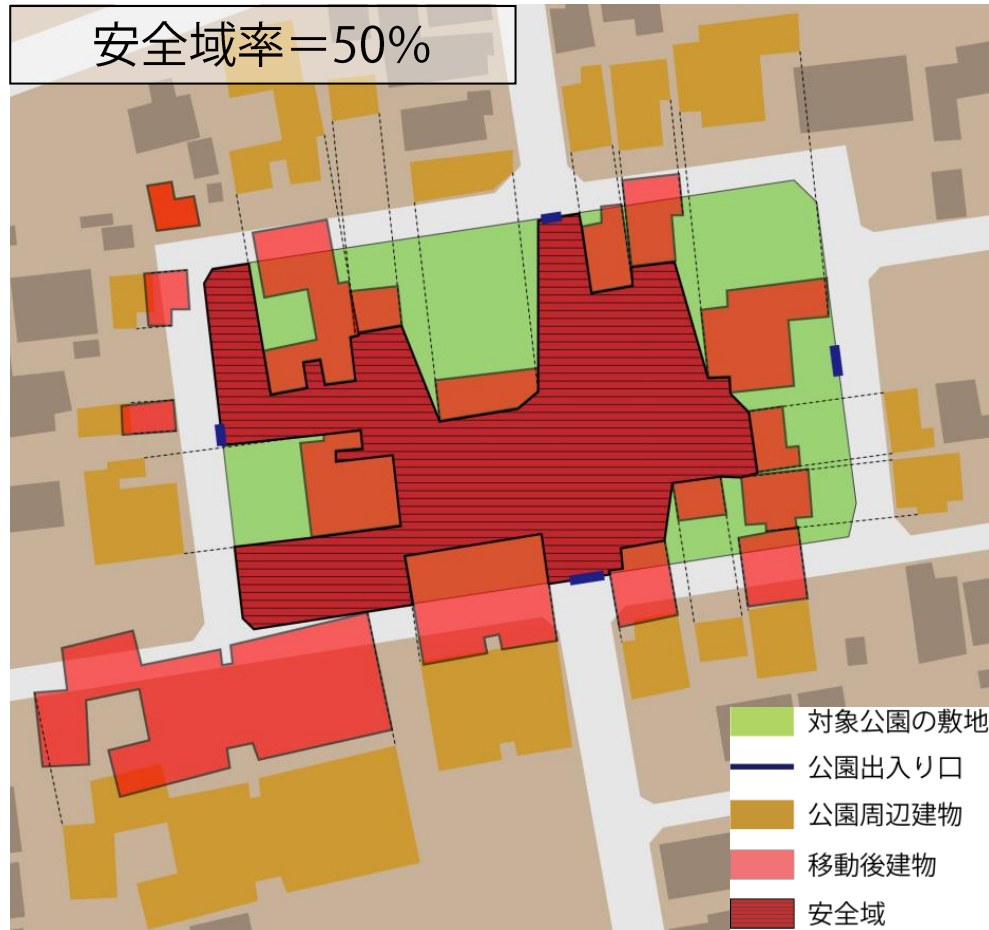 安全域率＝50%
対象公園の敷地
公園出入り口
公園周辺建物
移動後建物
安全域